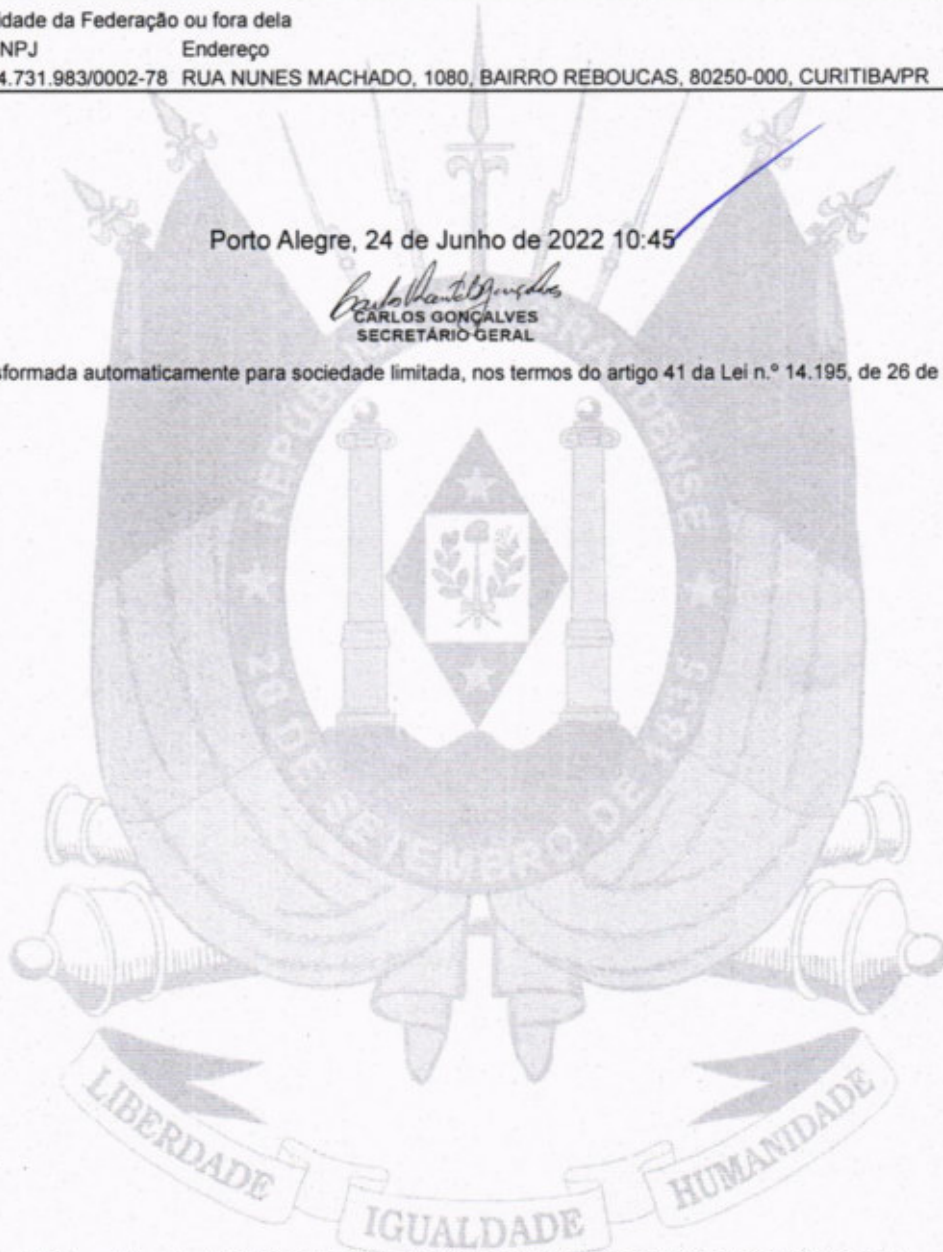 idade da Federação ou fora dela
NPJ Endereço
4.731.983/0002-78 RUA NUNES MACHADO, 1080, BAIRRO REBOUCAS, 80250-000, CURITIBA/PR
Porto Alegre, 24 de Junho de 2022 10:45
CARLOS GONÇALVES
SECRETÁRIO GERAL
sformada automaticamente para sociedade limitada, nos termos do artigo 41 da Lei n.º 14.195, de 26 de
REPÚBLICA RIO GRANDENSE
20 DE SETEMBRO DE 1835
LIBERDADE IGUALDADE HUMANIDADE